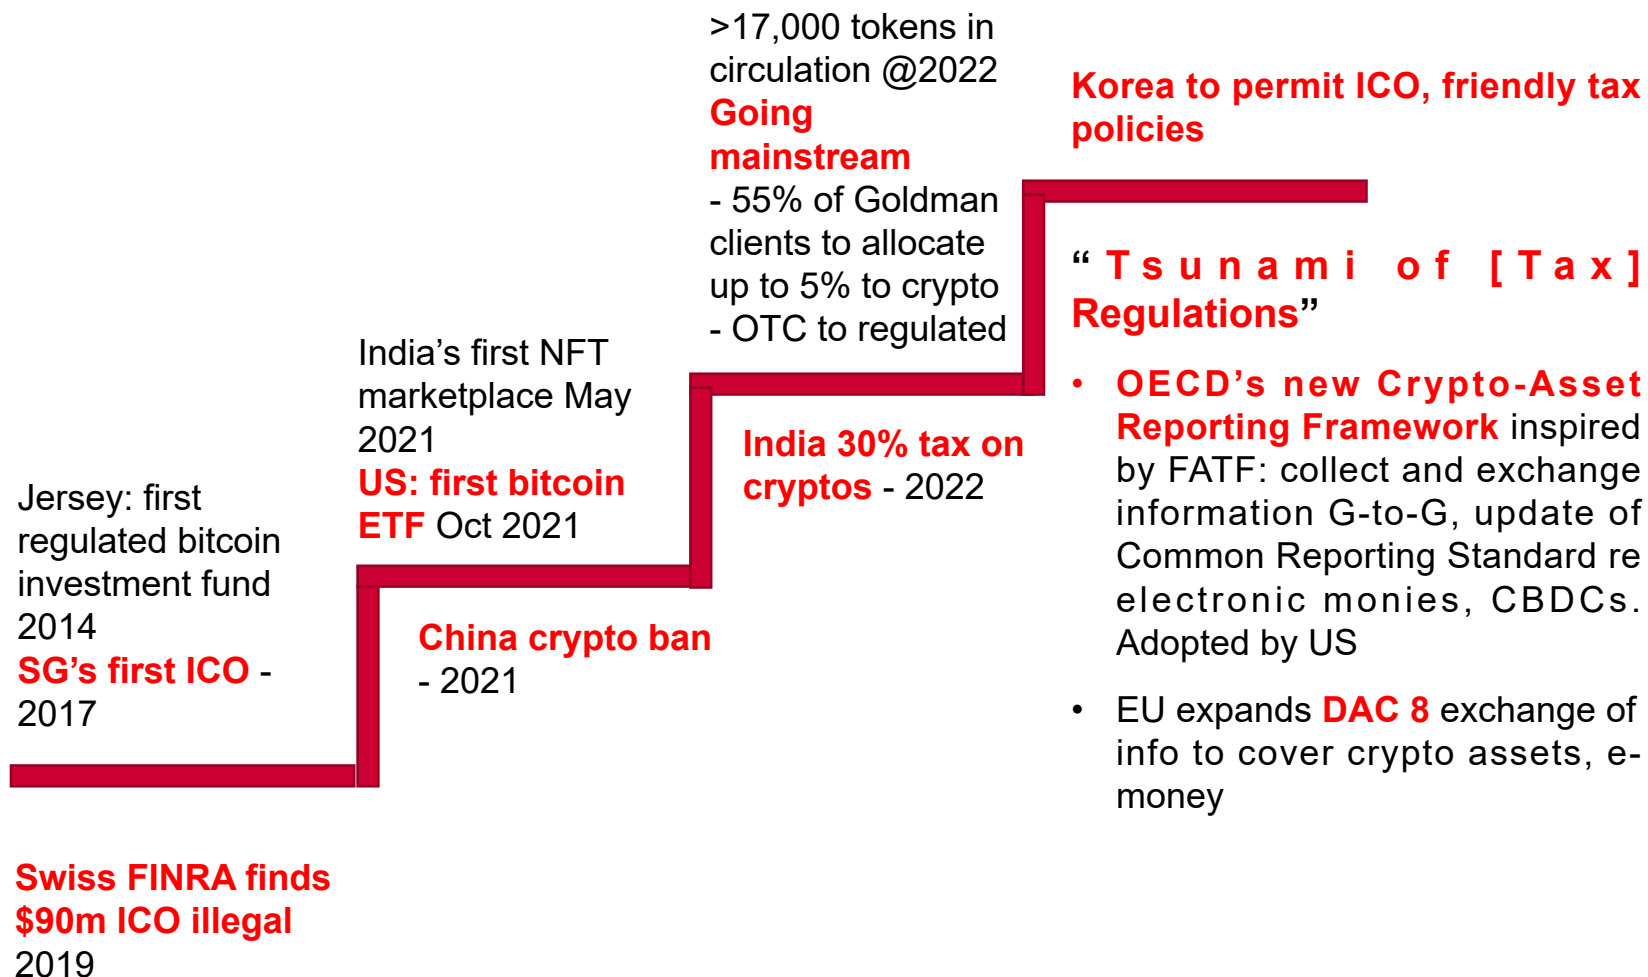 Jersey: first
regulated bitcoin
investment fund
2014
SG’s first ICO -
2017
Swiss FINRA finds
$90m ICO illegal
2019
India’s first NFT
marketplace May
2021
US: first bitcoin
ETF Oct 2021
China crypto ban
- 2021
>17,000 tokens in
circulation @2022
Going
mainstream
- 55% of Goldman
clients to allocate
up to 5% to crypto
- OTC to regulated
India 30% tax on
cryptos - 2022
Korea to permit ICO, friendly tax
policies
“Tsunami of [Tax]
Regulations”
• OECD’s new Crypto-Asset
Reporting Framework inspired
by FATF: collect and exchange
information G-to-G, update of
Common Reporting Standard re
electronic monies, CBDCs.
Adopted by US
• EU expands DAC 8 exchange of
info to cover crypto assets, e-
money